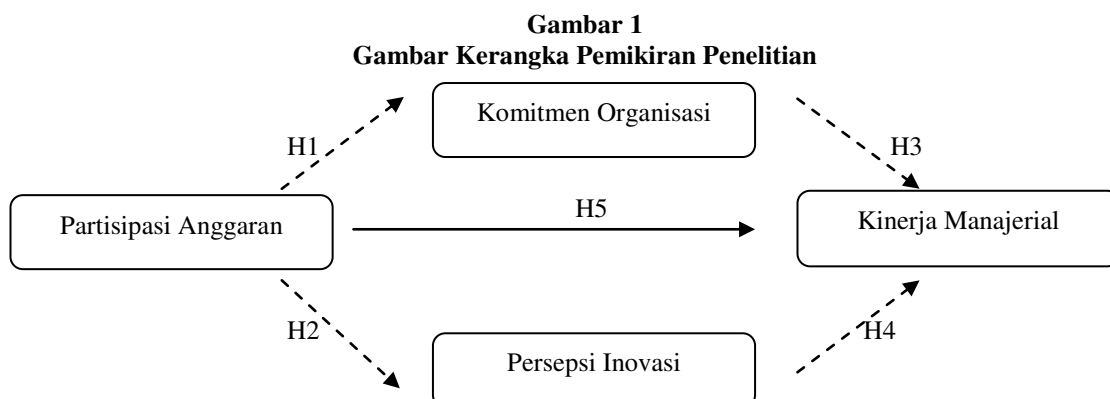 Gambar 1
Gambar Kerangka Pemikiran Penelitian
Komitmen Organisasi
H1
H3
Partisipasi Anggaran
H5
Kinerja Manajerial
H2
H4
Persepsi Inovasi